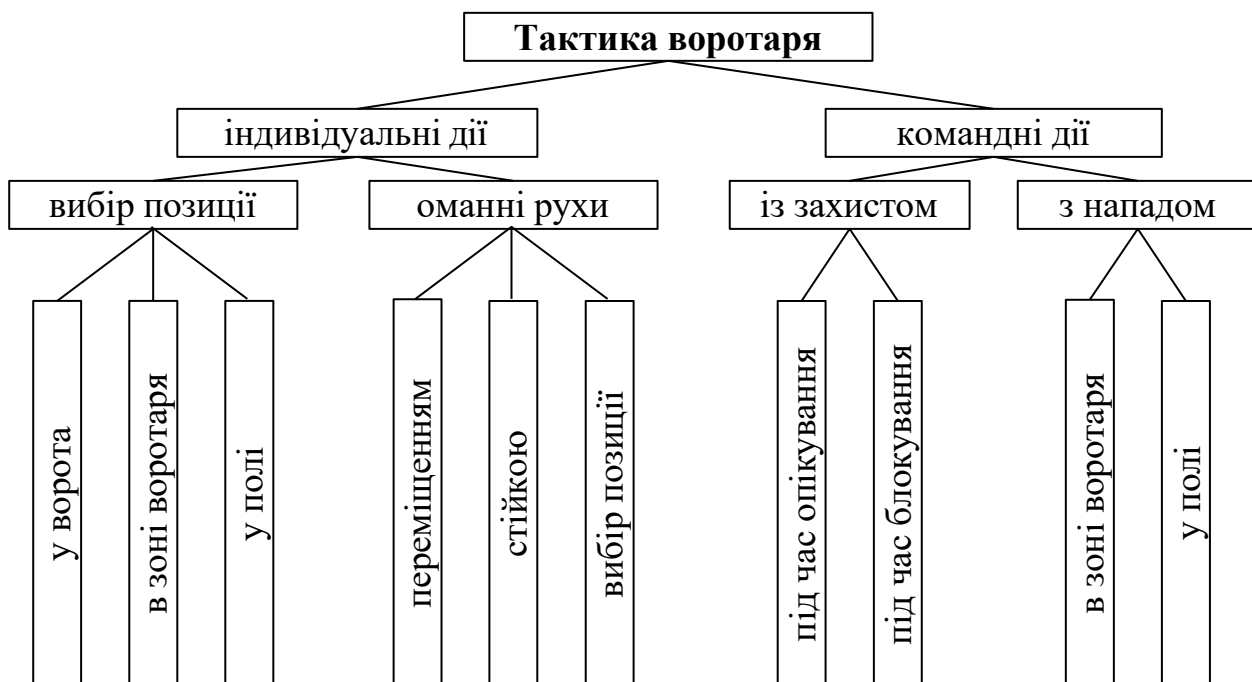 Тактика воротаря
індивідуальні дії
командні дії
вибір позиції
оманні рухи
із захистом
з нападом
у ворота
в зоні воротаря
у полі
переміщенням
стійкою
вибір позиції
під час опікування
під час блокування
в зоні воротаря
у полі